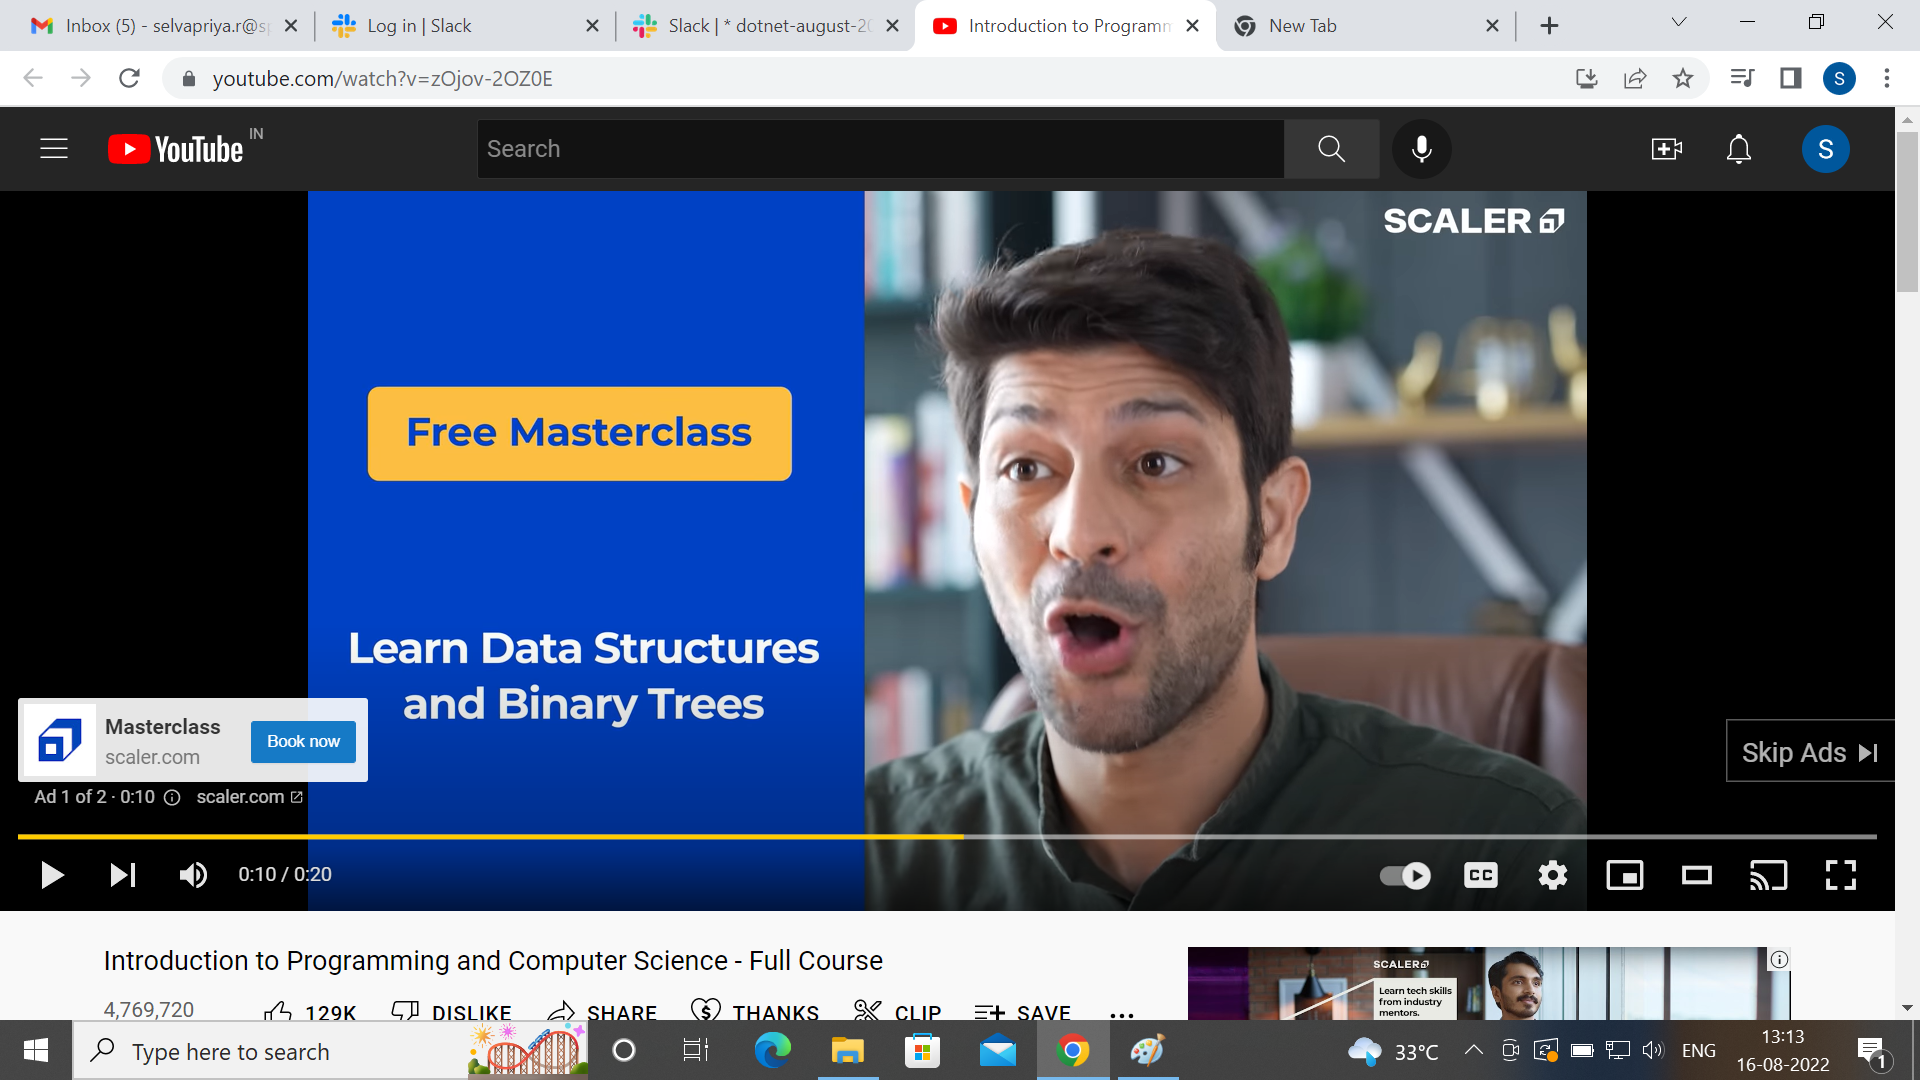 Inbox (5) - selvapriya.r@s
Log in | Slack
Slack | * dotnet-august-20
Introduction to Programm
New Tab
youtube.com/watch?v=zOjov-2OZ0E
S
YouTube IN
Search
S
SCALER
Free Masterclass
Learn Data Structures
and Binary Trees
Masterclass
scaler.com
Book now
Skip Ads
Ad 1 of 2 · 0:10 scaler.com
0:10 / 0:20
CC
Introduction to Programming and Computer Science - Full Course
4,769,720
129K
DISLIKE
SHARE
THANKS
CLIP
SAVE
SCALER
Learn tech skills
from industry
mentors.
Type here to search
33°C
ENG
13:13
16-08-2022
1